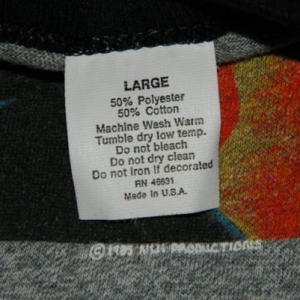 LARGE
50% Polyester
50% Cotton
Machine Wash Warm
Tumble dry low temp.
Do not bleach
Do not dry clean
Do not iron if decorated
RN 46931
Made in U.S.A.
PRODUCTIONS